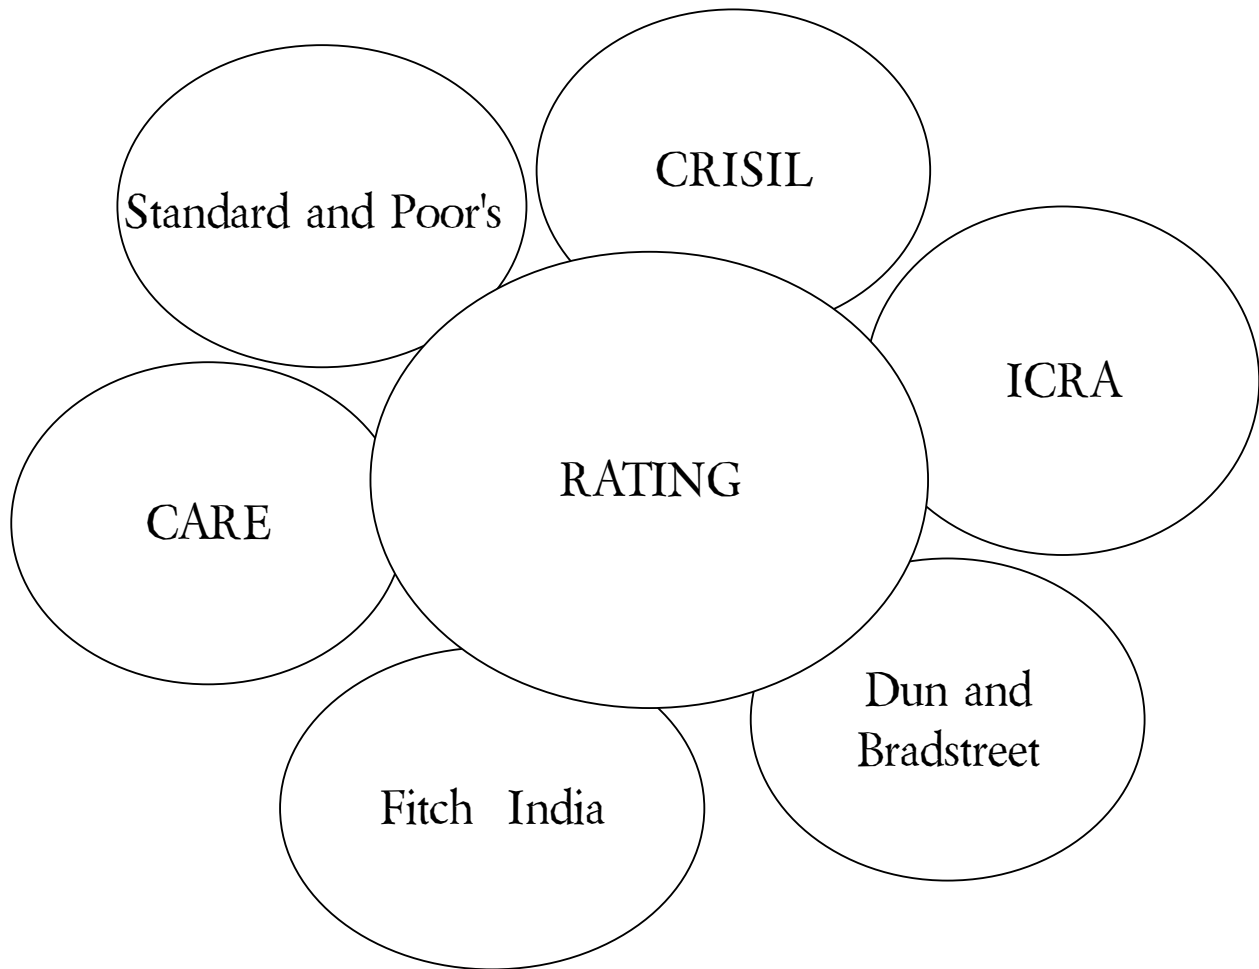 CRISIL
Standard and Poor's
ICRA
RATING
CARE
Dun and
Bradstreet
Fitch India